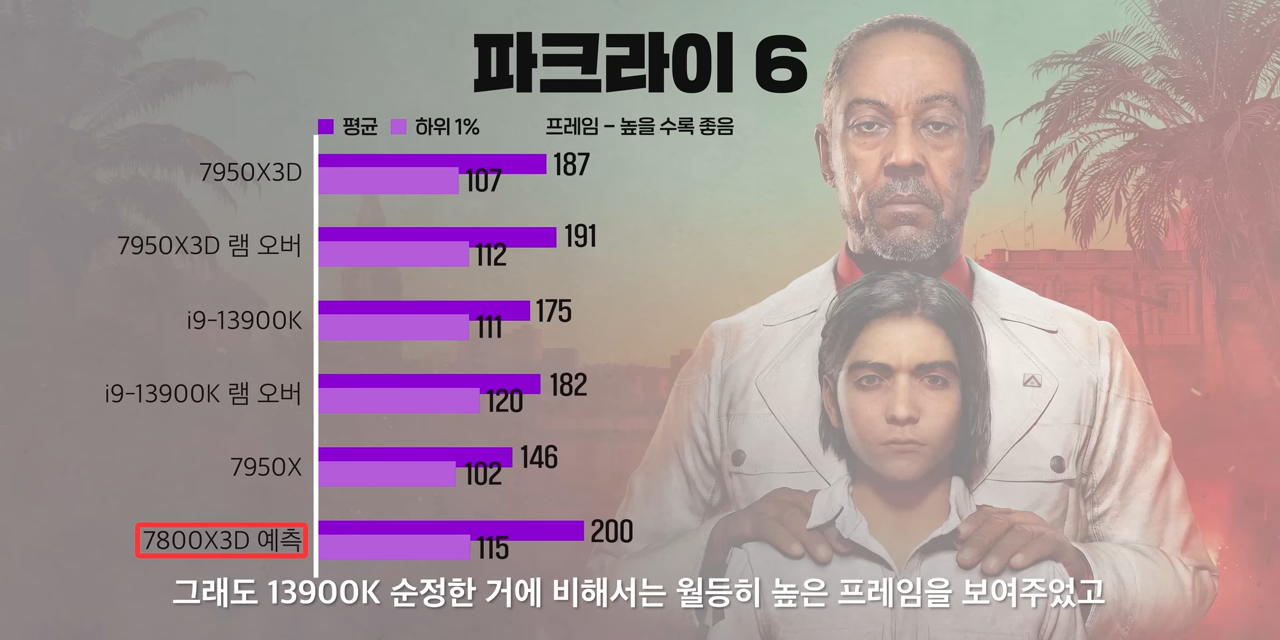 파크라이 6
평균 하위 1% 프레임 - 높을 수록 좋음
7950X3D 187 107
7950X3D 램 오버 191 112
i9-13900K 175 111
i9-13900K 램 오버 182 120
7950X 146 102
7800X3D 예측 200 115
그래도 13900K 순정한 거에 비해서는 월등히 높은 프레임을 보여주었고